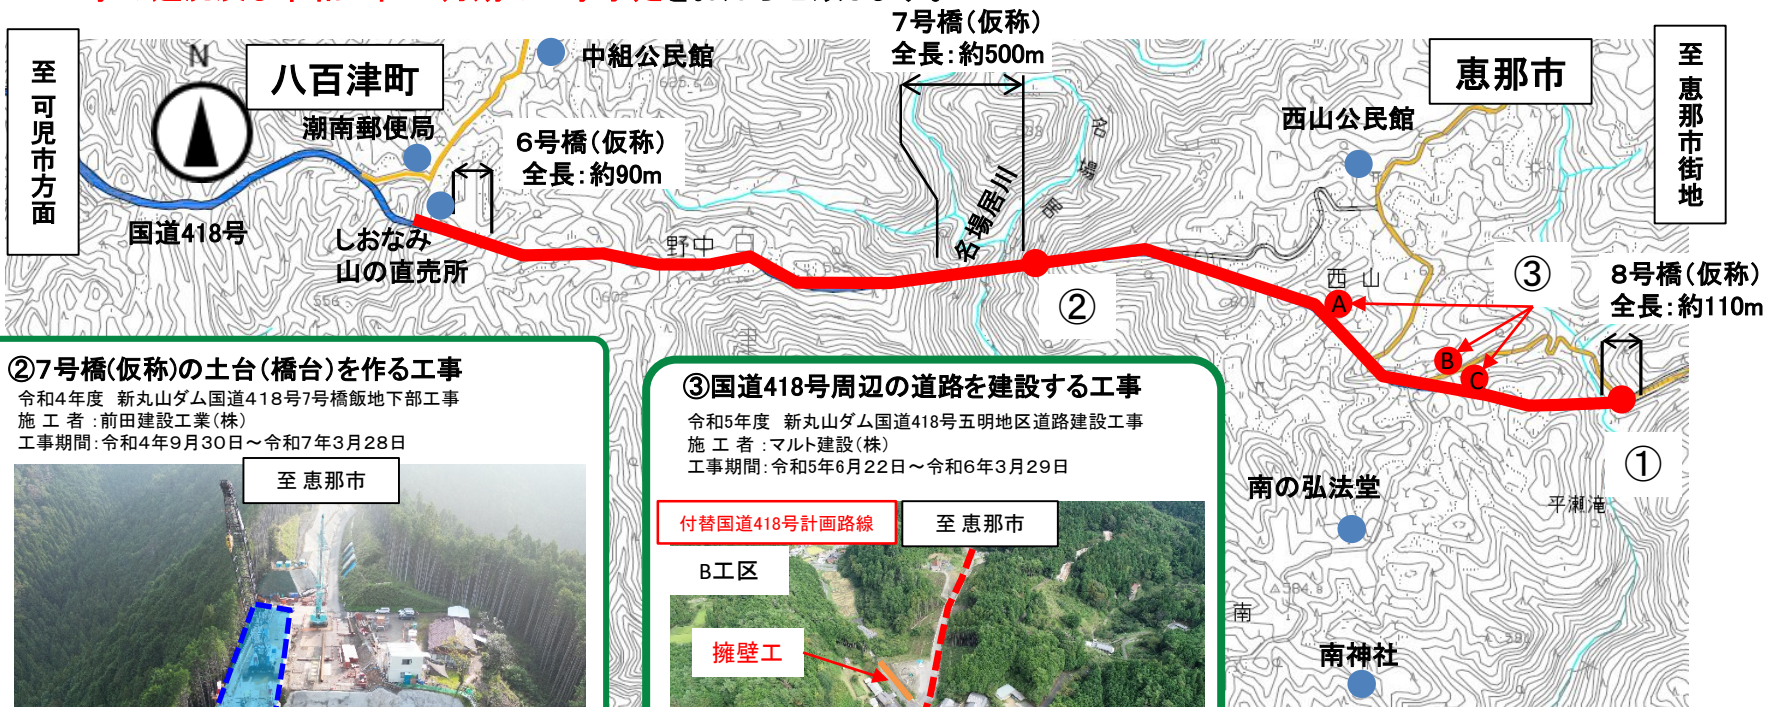 7号橋(仮称)
全長:約500m
至 可児市方面
N
八百津町
中組公民館
恵那市
至 恵那市街地
潮南郵便局
6号橋(仮称)
全長:約90m
西山公民館
名場居川
国道418号
しおなみ
山の直売所
野中
②
西山
A
③
8号橋(仮称)
全長:約110m
B
C
①
②7号橋(仮称)の土台(橋台)を作る工事
令和4年度 新丸山ダム国道418号7号橋飯地下部工事
施 工 者:前田建設工業(株)
工事期間:令和4年9月30日~令和7年3月28日
至 恵那市
③国道418号周辺の道路を建設する工事
令和5年度 新丸山ダム国道418号五明地区道路建設工事
施 工 者:マルト建設(株)
工事期間:令和5年6月22日~令和6年3月29日
付替国道418号計画路線
至 恵那市
B工区
擁壁工
南の弘法堂
平瀬滝
南
南神社